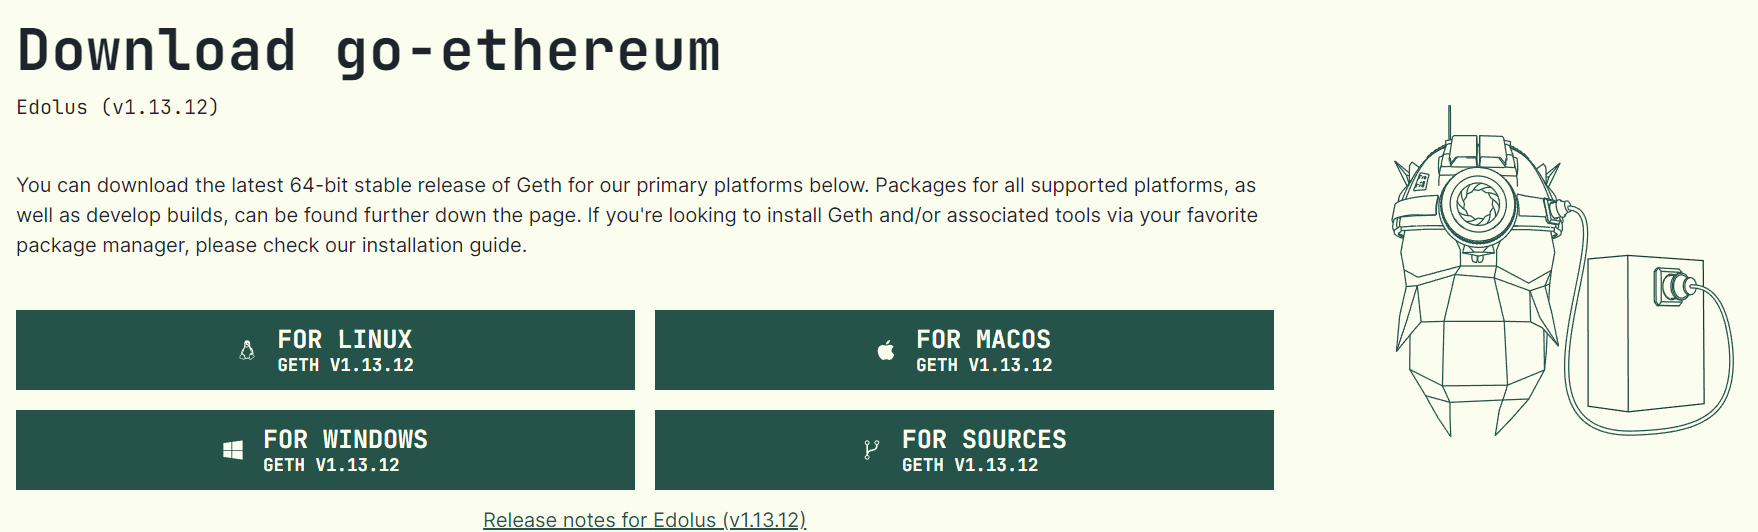 Download go-ethereum
Edolus (v1.13.12)
You can download the latest 64-bit stable release of Geth for our primary platforms below. Packages for all supported platforms, as
well as develop builds, can be found further down the page. If you're looking to install Geth and/or associated tools via your favorite
package manager, please check our installation guide.
FOR LINUX
GETH V1.13.12
FOR MACOS
GETH V1.13.12
FOR WINDOWS
GETH V1.13.12
FOR SOURCES
GETH V1.13.12
Release notes for Edolus (v1.13.12)